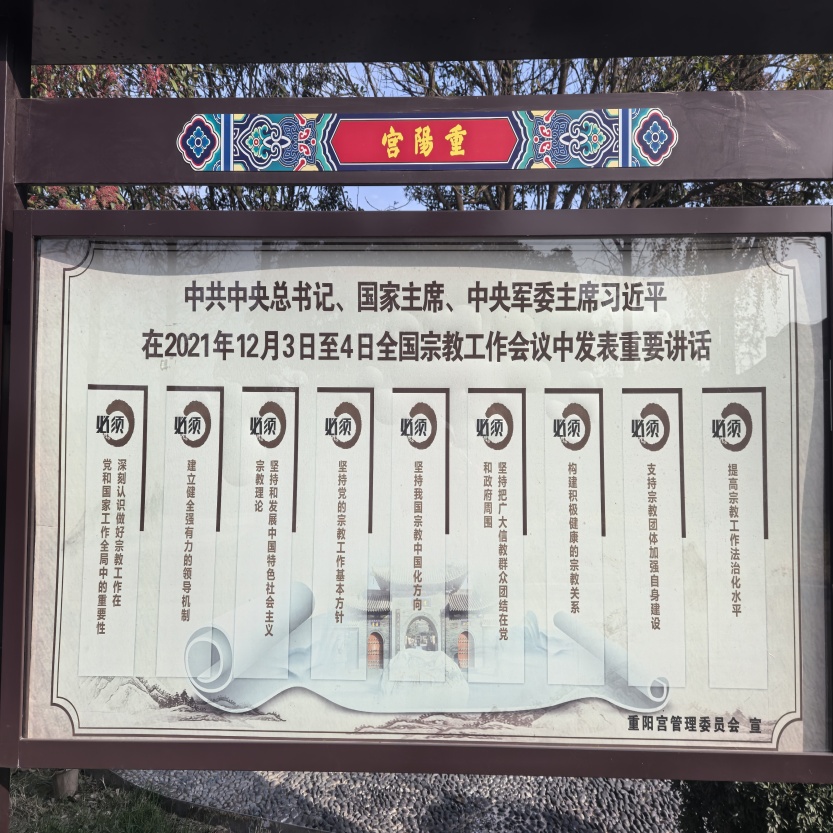 宫陽重
中共中央总书记、国家主席、中央军委主席习近平
在2021年12月3日至4日全国宗教工作会议中发表重要讲话
必须
深刻认识做好宗教工作在
党和国家工作全局中的重要性
必须
建立健全强有力的领导机制
必须
坚持和发展中国特色社会主义
宗教理论
必须
坚持党的宗教工作基本方针
必须
坚持我国宗教中国化方向
必须
坚持把广大信教群众团结在党
和政府周围
必须
构建积极健康的宗教关系
必须
支持宗教团体加强自身建设
必须
提高宗教工作法治化水平
重阳宫管理委员会 宣